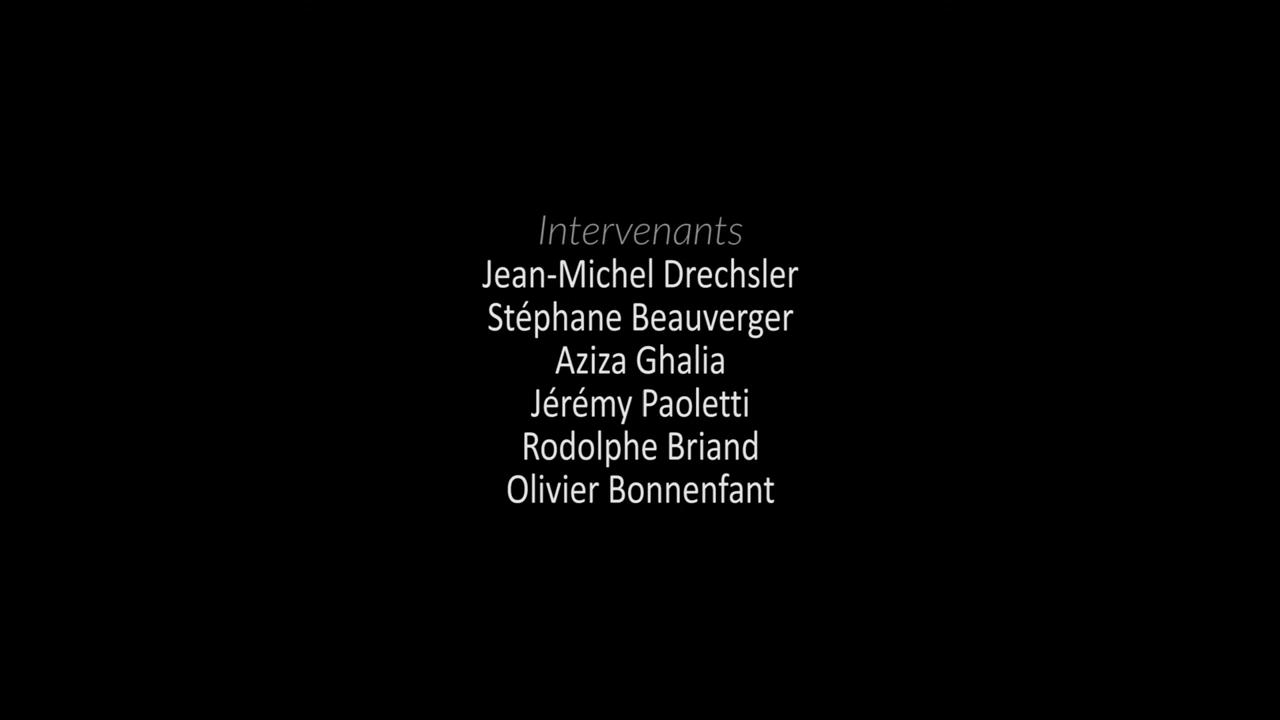 Intervenants
Jean-Michel Drechsler
Stéphane Beauverger
Aziza Ghalia
Jérémy Paoletti
Rodolphe Briand
Olivier Bonnenfant